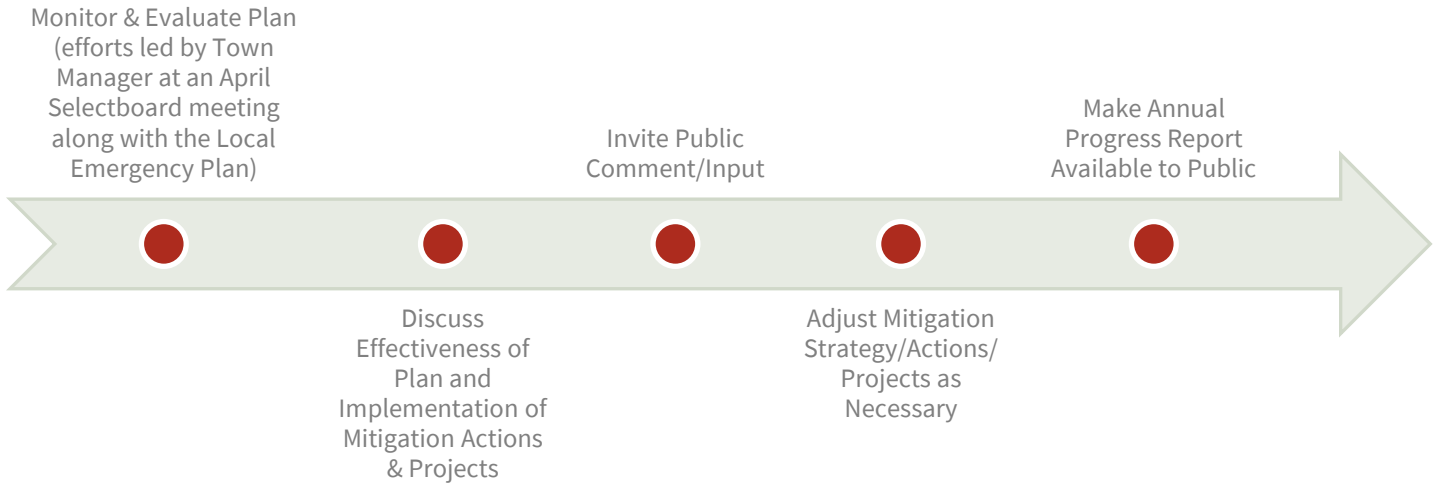 Monitor & Evaluate Plan
(efforts led by Town
Manager at an April
Selectboard meeting
along with the Local
Emergency Plan)
Discuss
Effectiveness of
Plan and
Implementation of
Mitigation Actions
& Projects
Invite Public
Comment/Input
Adjust Mitigation
Strategy/Actions/
Projects as
Necessary
Make Annual
Progress Report
Available to Public